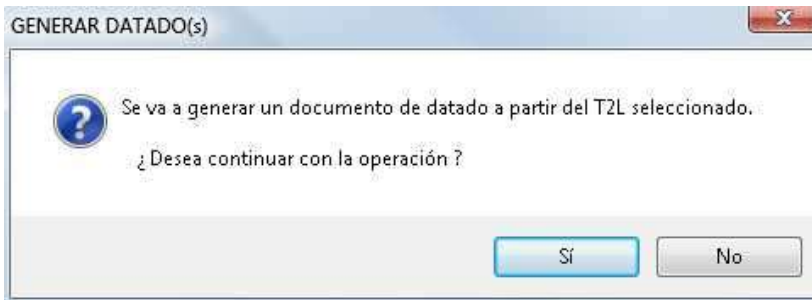 GENERAR DATADO(s)
Se va a generar un documento de datado a partir del T2L seleccionado.
¿ Desea continuar con la operación ?
Sí
No